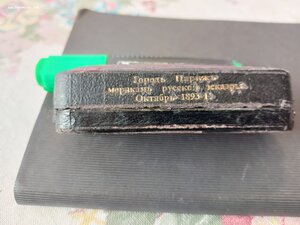 Городъ Парижъ
морякамъ русской эскадры
Октябрь 1893 г.